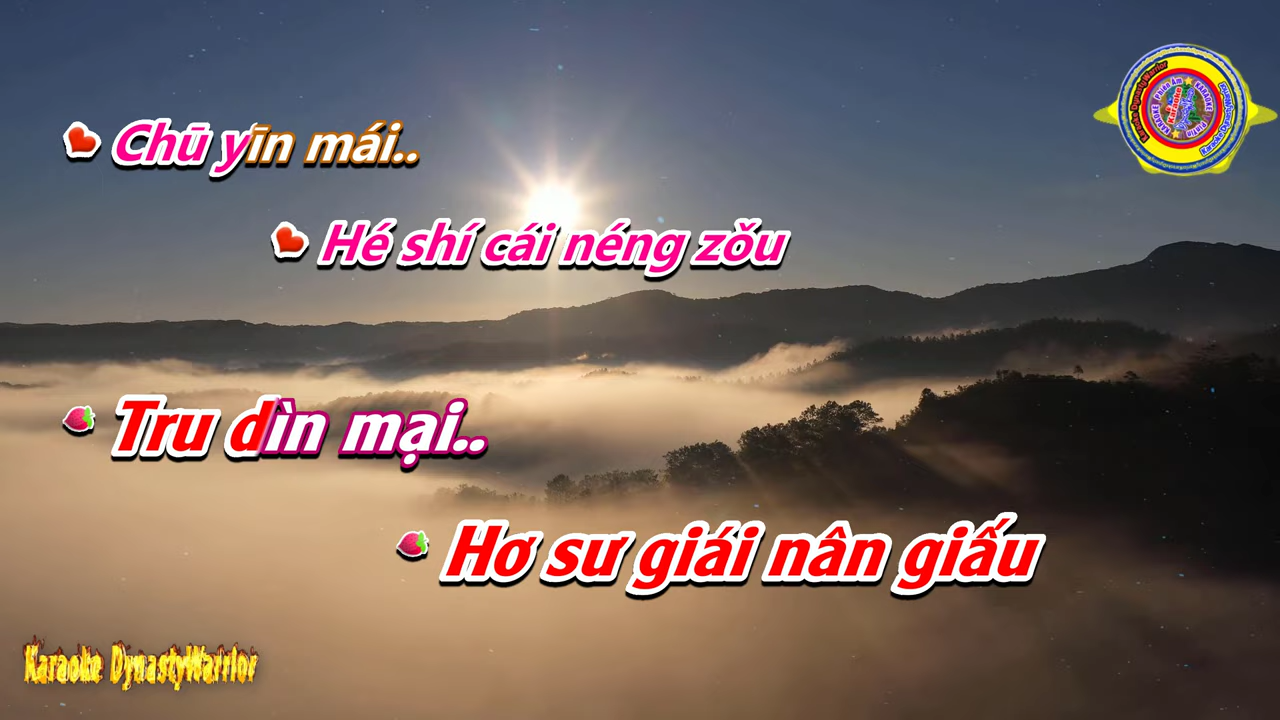 Chū yīn mái..
Hé shí cái néng zǒu
Tru dìn mại..
Hơ sư giái nân giấu
Karaoke DynastyWarrior